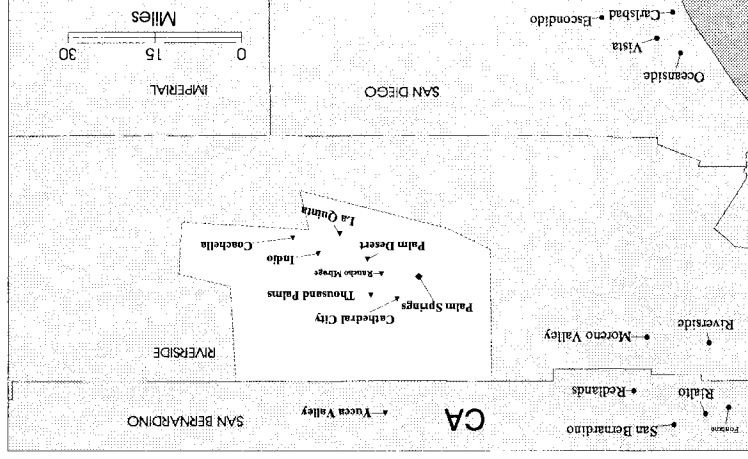 Fontana
San Bernardino
Rialto
Redlands
CA
Yucca Valley
SAN BERNARDINO
Riverside
Moreno Valley
RIVERSIDE
Palm Springs
Cathedral City
Thousand Palms
Rancho Mirage
Palm Desert
Indio
Coachella
La Quinta
Oceanside
Vista
Carlsbad
Escondido
SAN DIEGO
IMPERIAL
0 15 30
Miles